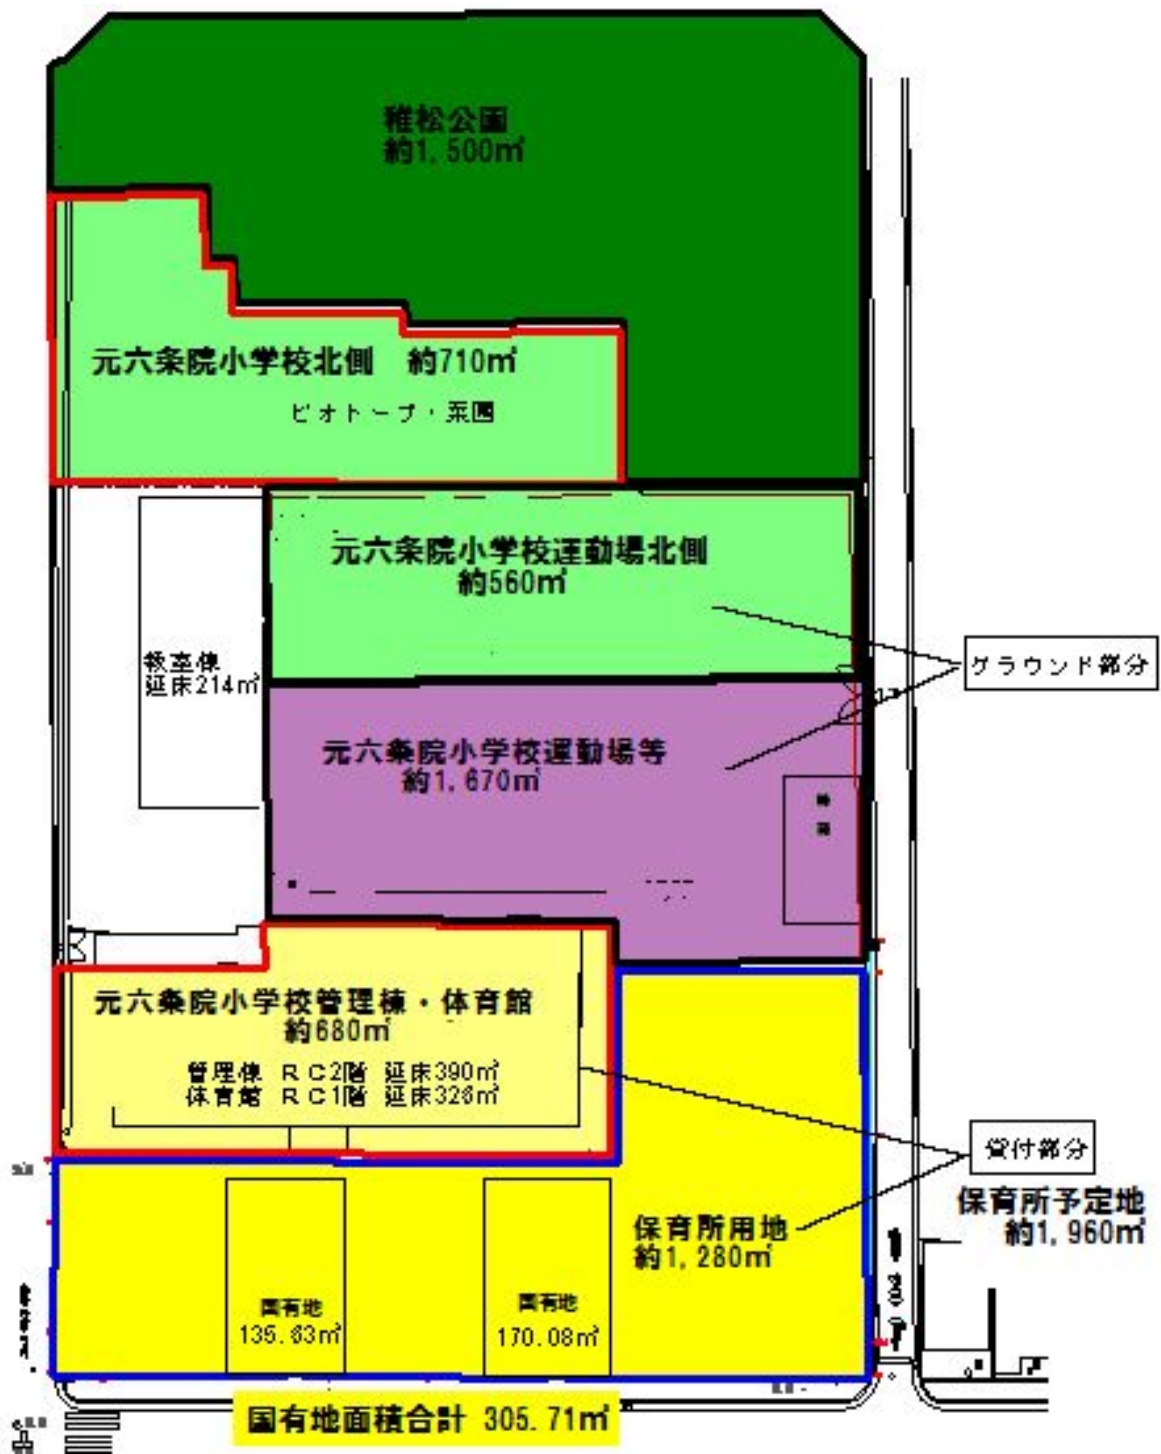 稚松公園
約1,500㎡
元六条院小学校北側　約710㎡
ビオトープ・菜園
元六条院小学校運動場北側
約560㎡
教室棟
延床214㎡
グラウンド部分
元六条院小学校運動場等
約1,670㎡
元六条院小学校管理棟・体育館
約680㎡
管理棟 ＲＣ2階 延床390㎡
体育館 ＲＣ1階 延床326㎡
貸付部分
保育所予定地
約1,960㎡
保育所用地
約1,280㎡
国有地
135.63㎡
国有地
170.08㎡
国有地面積合計 305.71㎡